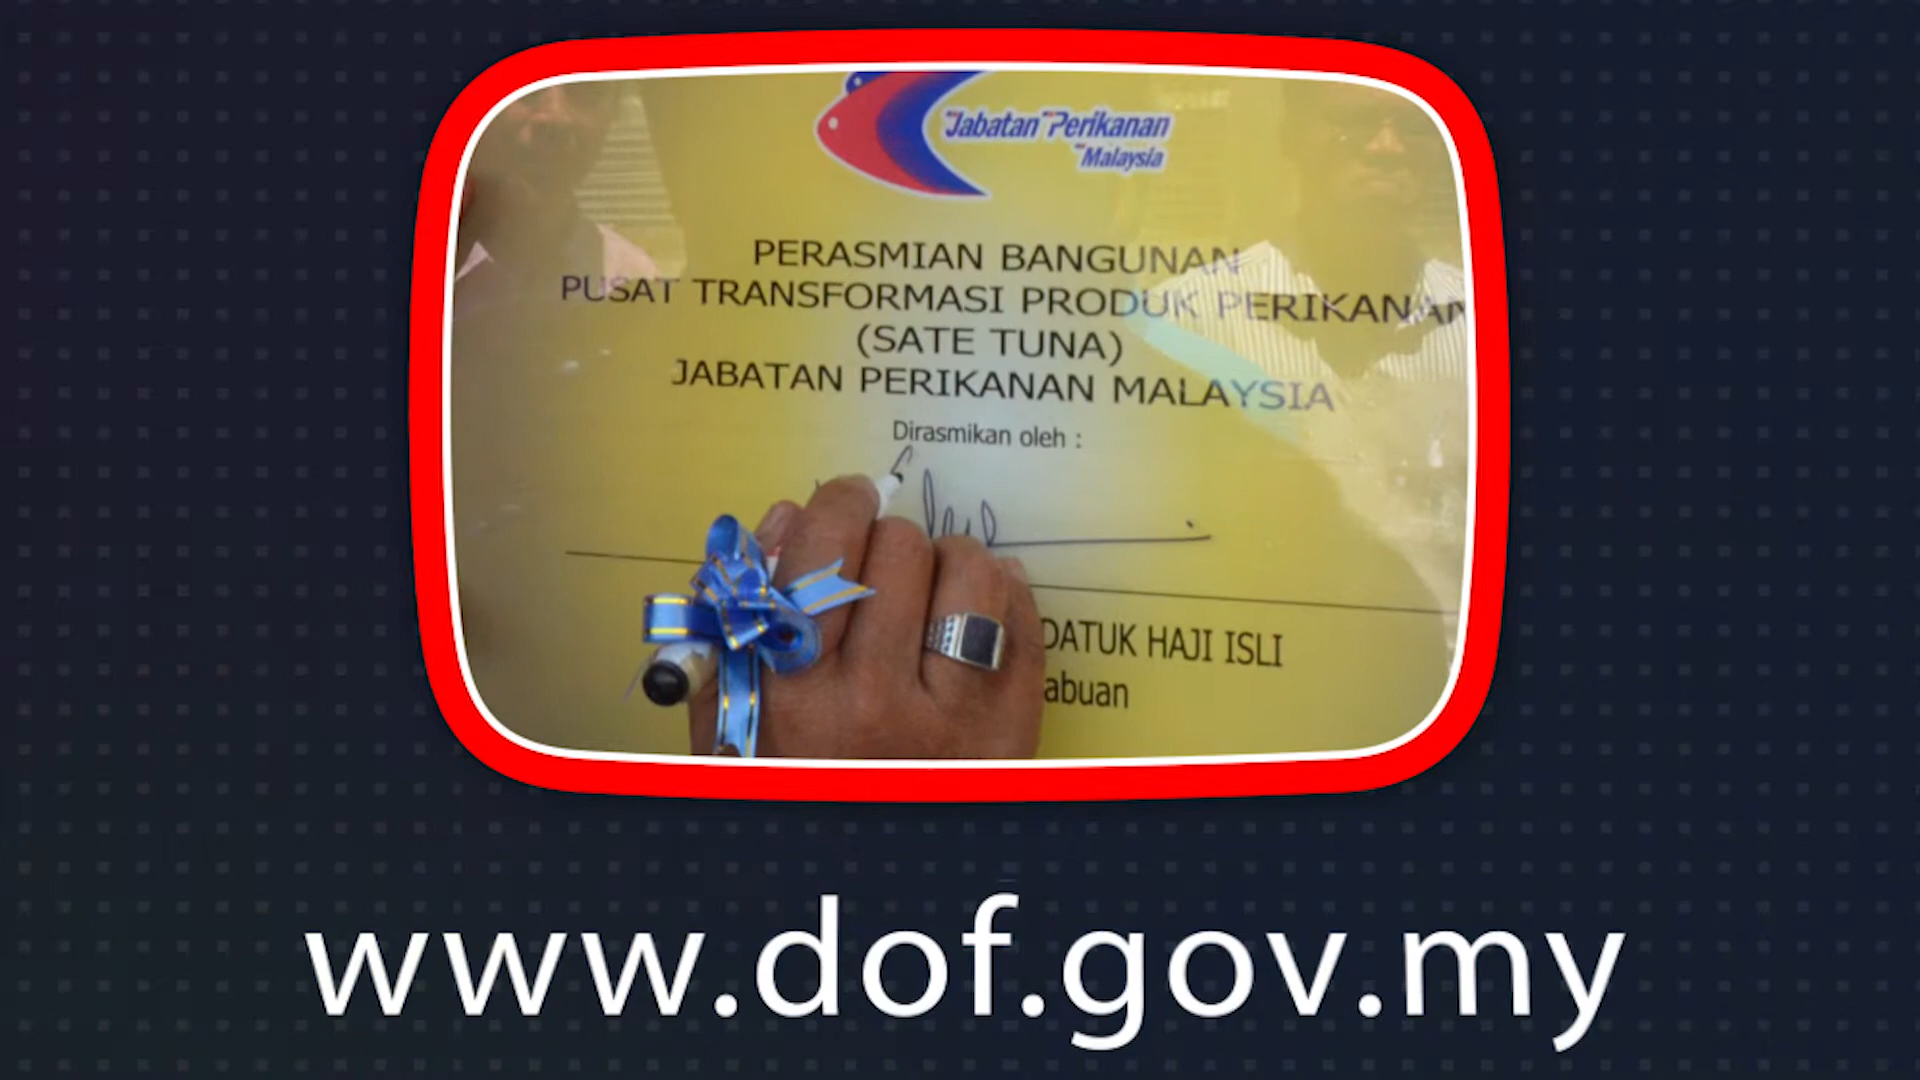 Jabatan Perikanan
Malaysia
PERASMIAN BANGUNAN
PUSAT TRANSFORMASI PRODUK PERIKANAN
(SATE TUNA)
JABATAN PERIKANAN MALAYSIA
Dirasmikan oleh :
DATUK HAJI ISLI
abuan
www.dof.gov.my